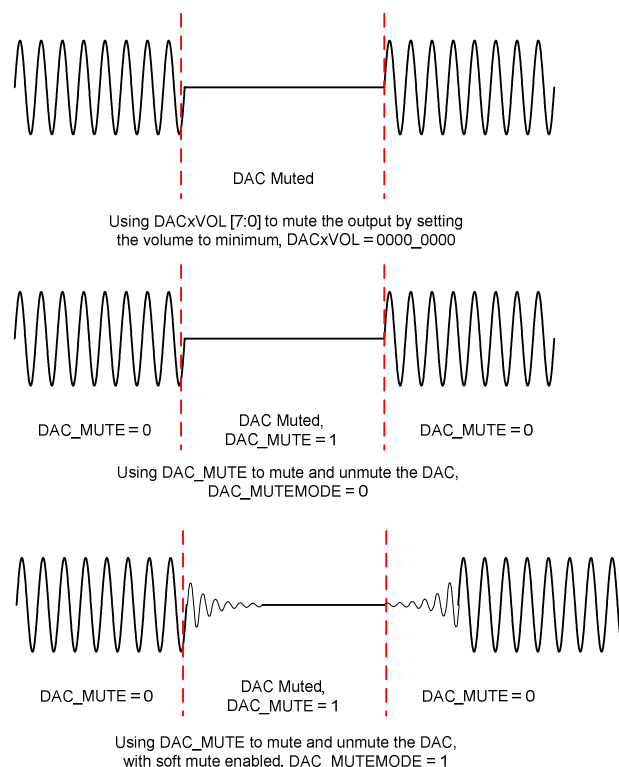 DAC Muted
Using DACxVOL [7:0] to mute the output by setting
the volume to minimum, DACxVOL = 0000_0000
DAC_MUTE = 0
DAC Muted,
DAC_MUTE = 1
DAC_MUTE = 0
Using DAC_MUTE to mute and unmute the DAC,
DAC_MUTEMODE = 0
DAC_MUTE = 0
DAC Muted,
DAC_MUTE = 1
DAC_MUTE = 0
Using DAC_MUTE to mute and unmute the DAC,
with soft mute enabled, DAC_MUTEMODE = 1